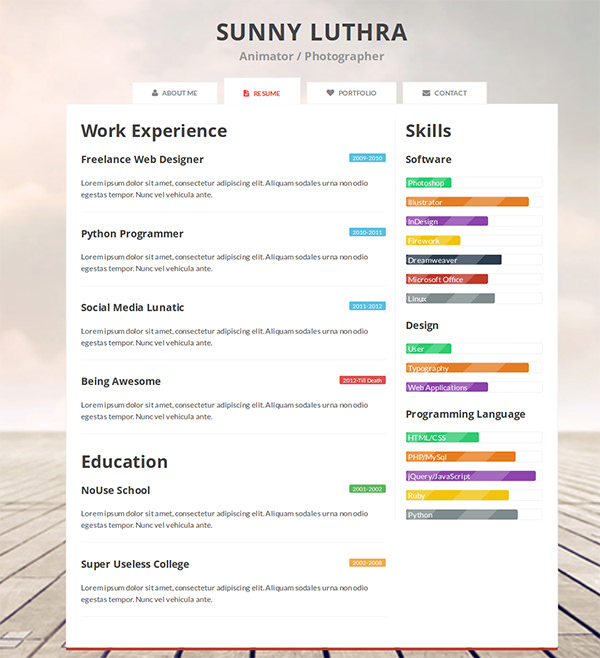 SUNNY LUTHRA
Animator / Photographer
ABOUT ME
RESUME
PORTFOLIO
CONTACT
Work Experience
Freelance Web Designer
2009-2010
Lorem ipsum dolor sit amet, consectetur adipiscing elit. Aliquam sodales urna non odio
egestas tempor. Nunc vel vehicula ante.
Python Programmer
2010-2011
Lorem ipsum dolor sit amet, consectetur adipiscing elit. Aliquam sodales urna non odio
egestas tempor. Nunc vel vehicula ante.
Social Media Lunatic
2011-2012
Lorem ipsum dolor sit amet, consectetur adipiscing elit. Aliquam sodales urna non odio
egestas tempor. Nunc vel vehicula ante.
Being Awesome
2012-Till Death
Lorem ipsum dolor sit amet, consectetur adipiscing elit. Aliquam sodales urna non odio
egestas tempor. Nunc vel vehicula ante.
Education
NoUse School
2001-2002
Lorem ipsum dolor sit amet, consectetur adipiscing elit. Aliquam sodales urna non odio
egestas tempor. Nunc vel vehicula ante.
Super Useless College
2002-2008
Lorem ipsum dolor sit amet, consectetur adipiscing elit. Aliquam sodales urna non odio
egestas tempor. Nunc vel vehicula ante.
Skills
Software
Photoshop
Illustrator
InDesign
Firework
Dreamweaver
Microsoft Office
Linux
Design
User
Typography
Web Applications
Programming Language
HTML/CSS
PHP/MySql
jQuery/JavaScript
Ruby
Python